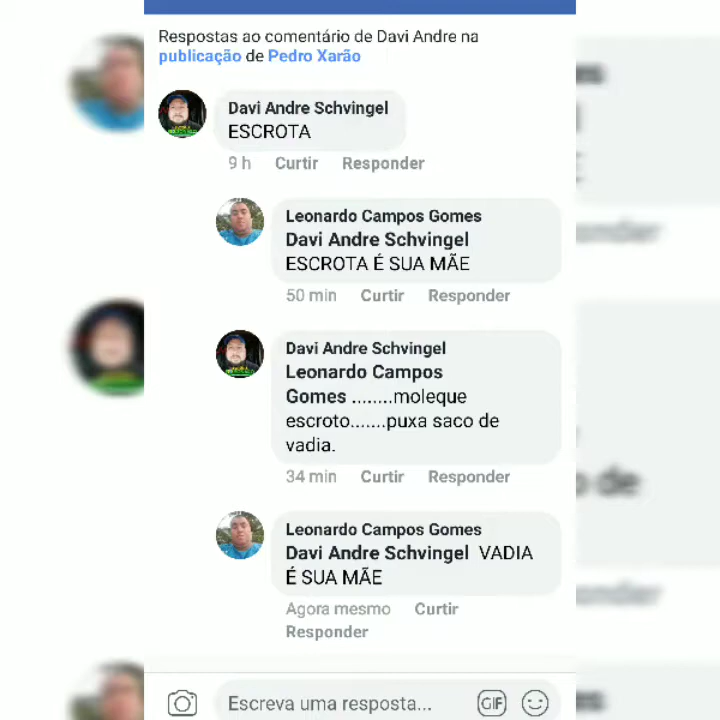 Respostas ao comentário de Davi Andre na
publicação de Pedro Xarão
Davi Andre Schvingel
ESCROTA
9 h Curtir Responder
Leonardo Campos Gomes
Davi Andre Schvingel
ESCROTA É SUA MÃE
50 min Curtir Responder
Davi Andre Schvingel
Leonardo Campos
Gomes ........moleque
escroto.......puxa saco de
vadia.
34 min Curtir Responder
Leonardo Campos Gomes
Davi Andre Schvingel VADIA
É SUA MÃE
Agora mesmo Curtir
Responder
Escreva uma resposta... GIF